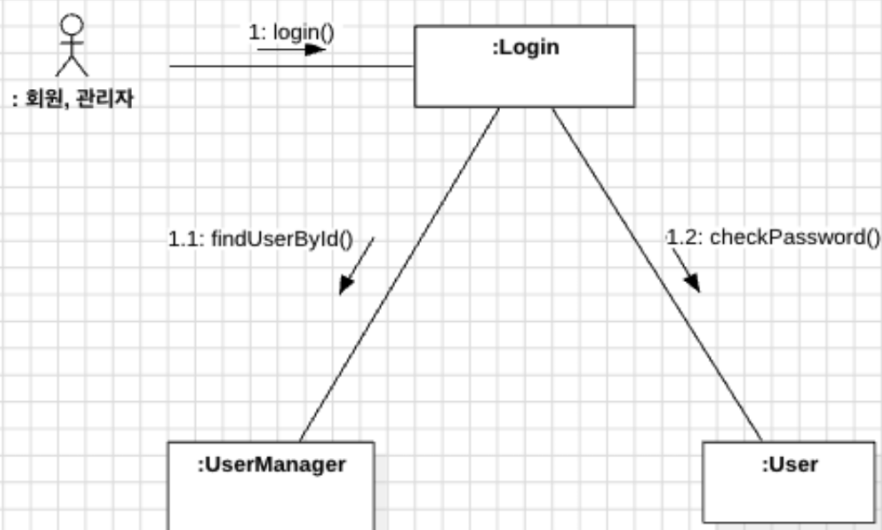 1: login()
:Login
: 회원, 관리자
1.1: findUserById()
1.2: checkPassword()
:UserManager
:User